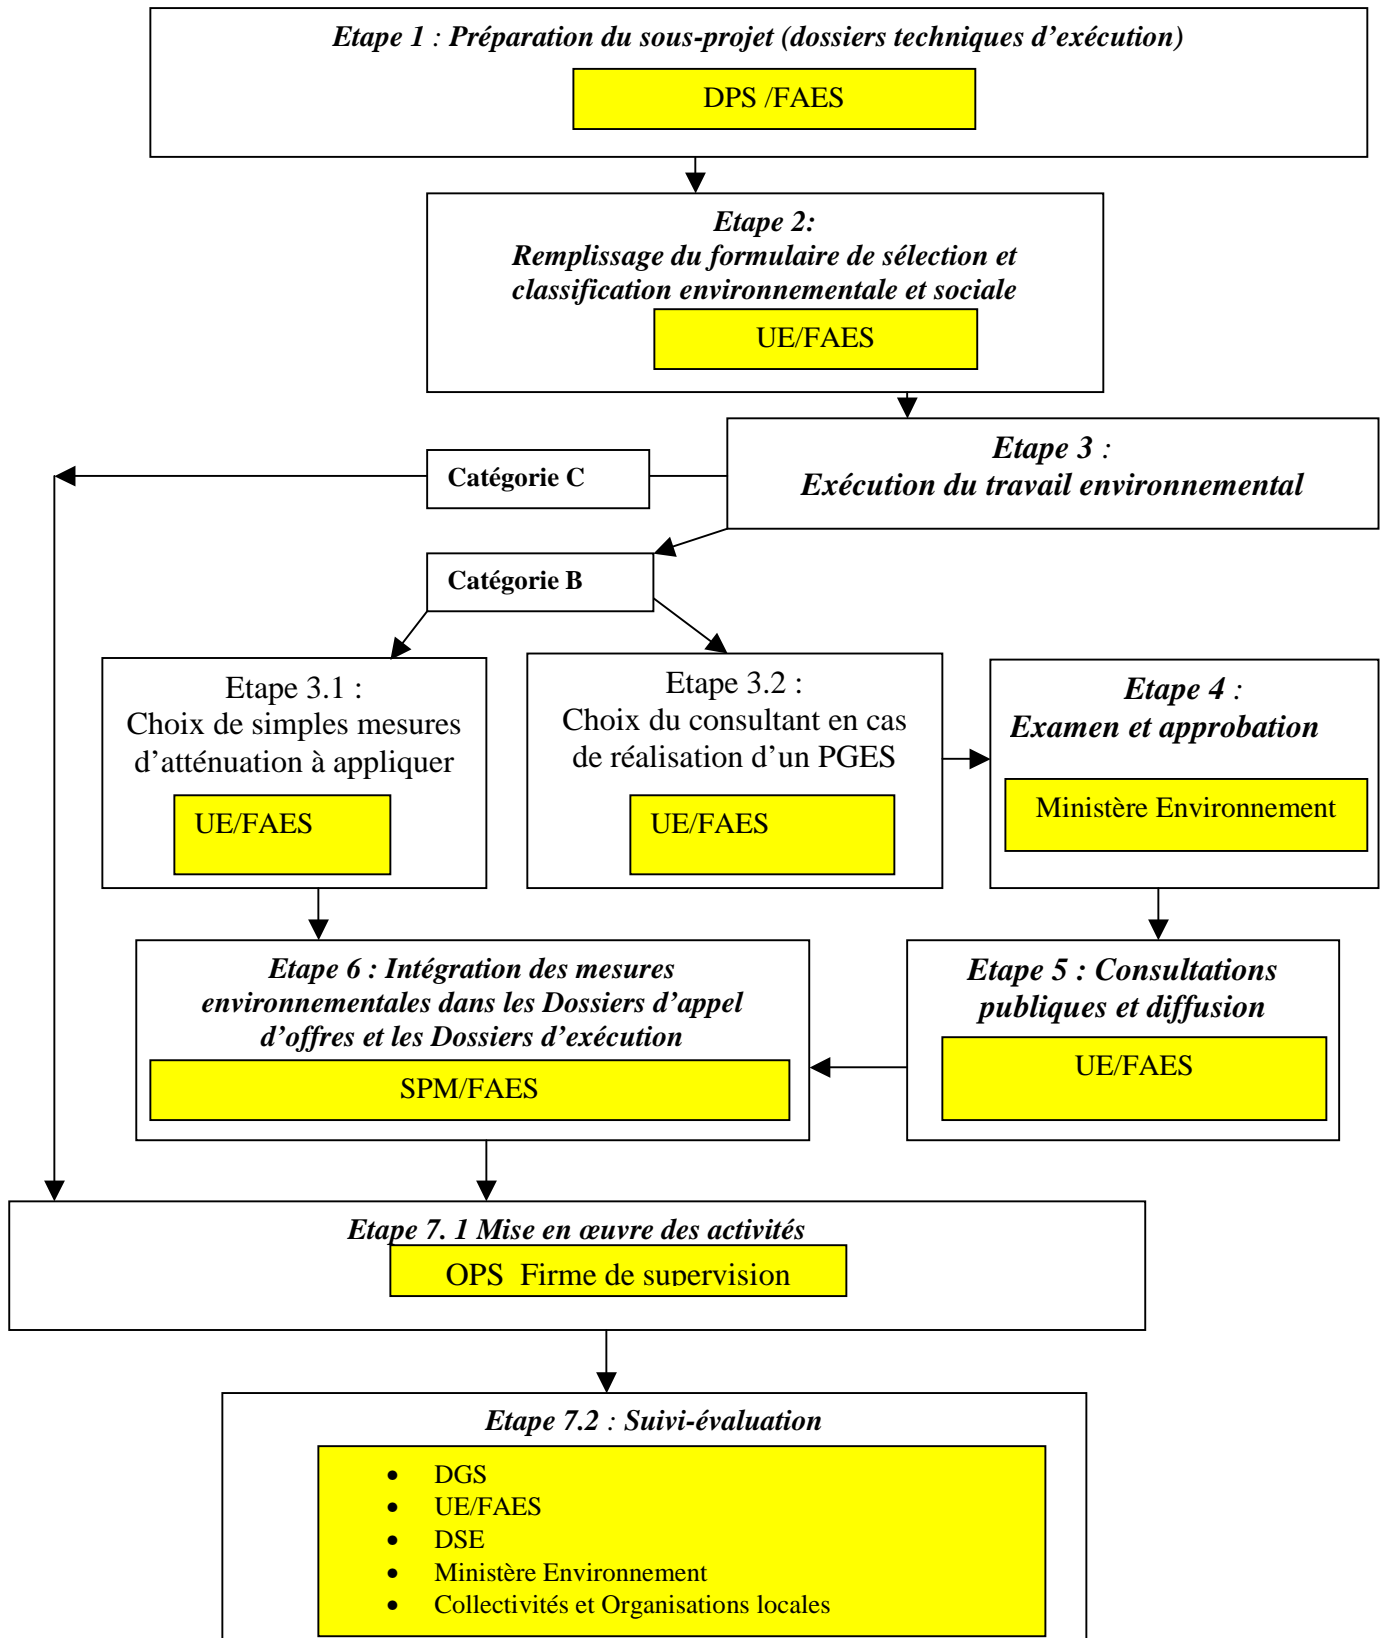 Etape 1 : Préparation du sous-projet (dossiers techniques d’exécution)
DPS /FAES
Etape 2:
Remplissage du formulaire de sélection et
classification environnementale et sociale
UE/FAES
Etape 3 :
Exécution du travail environnemental
Catégorie C
Catégorie B
Etape 3.1 :
Choix de simples mesures
d’atténuation à appliquer
UE/FAES
Etape 3.2 :
Choix du consultant en cas
de réalisation d’un PGES
UE/FAES
Etape 4 :
Examen et approbation
Ministère Environnement
Etape 6 : Intégration des mesures
environnementales dans les Dossiers d’appel
d’offres et les Dossiers d’exécution
SPM/FAES
Etape 5 : Consultations
publiques et diffusion
UE/FAES
Etape 7. 1 Mise en œuvre des activités
OPS Firme de supervision
Etape 7.2 : Suivi-évaluation
• DGS
• UE/FAES
• DSE
• Ministère Environnement
• Collectivités et Organisations locales